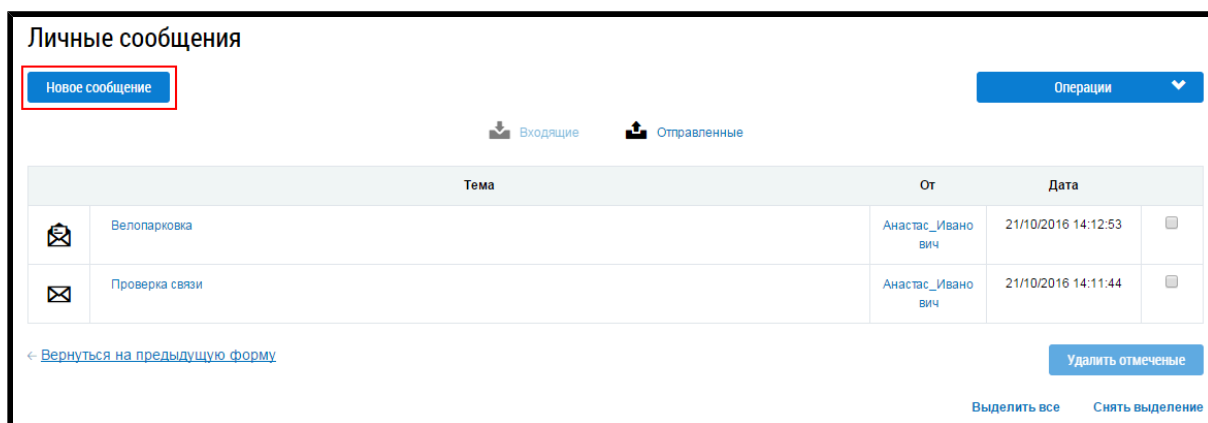 Личные сообщения
Новое сообщение
Операции
Входящие
Отправленные
Тема От Дата
Велопарковка Анастас_Ивано 21/10/2016 14:12:53
вич
Проверка связи Анастас_Ивано 21/10/2016 14:11:44
вич
← Вернуться на предыдущую форму
Удалить отмеченые
Выделить все Снять выделение